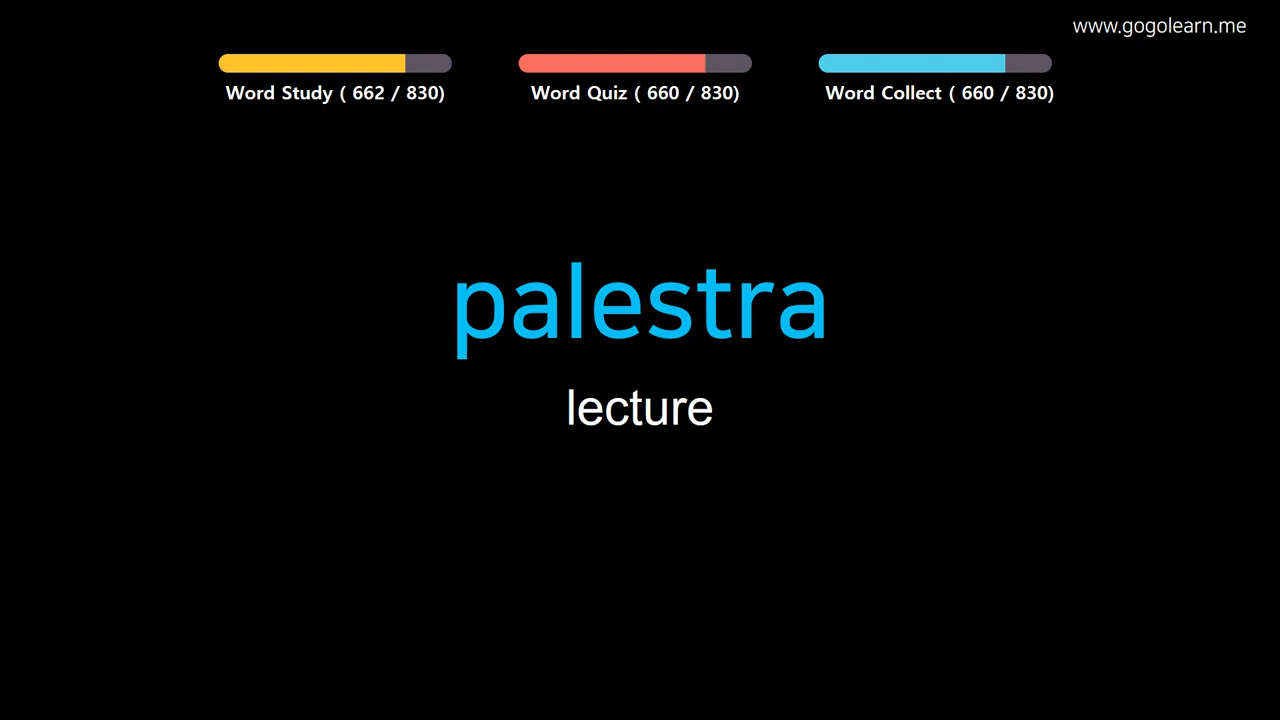 www.gogolearn.me
Word Study ( 662 / 830)
Word Quiz ( 660 / 830)
Word Collect ( 660 / 830)
palestra
lecture